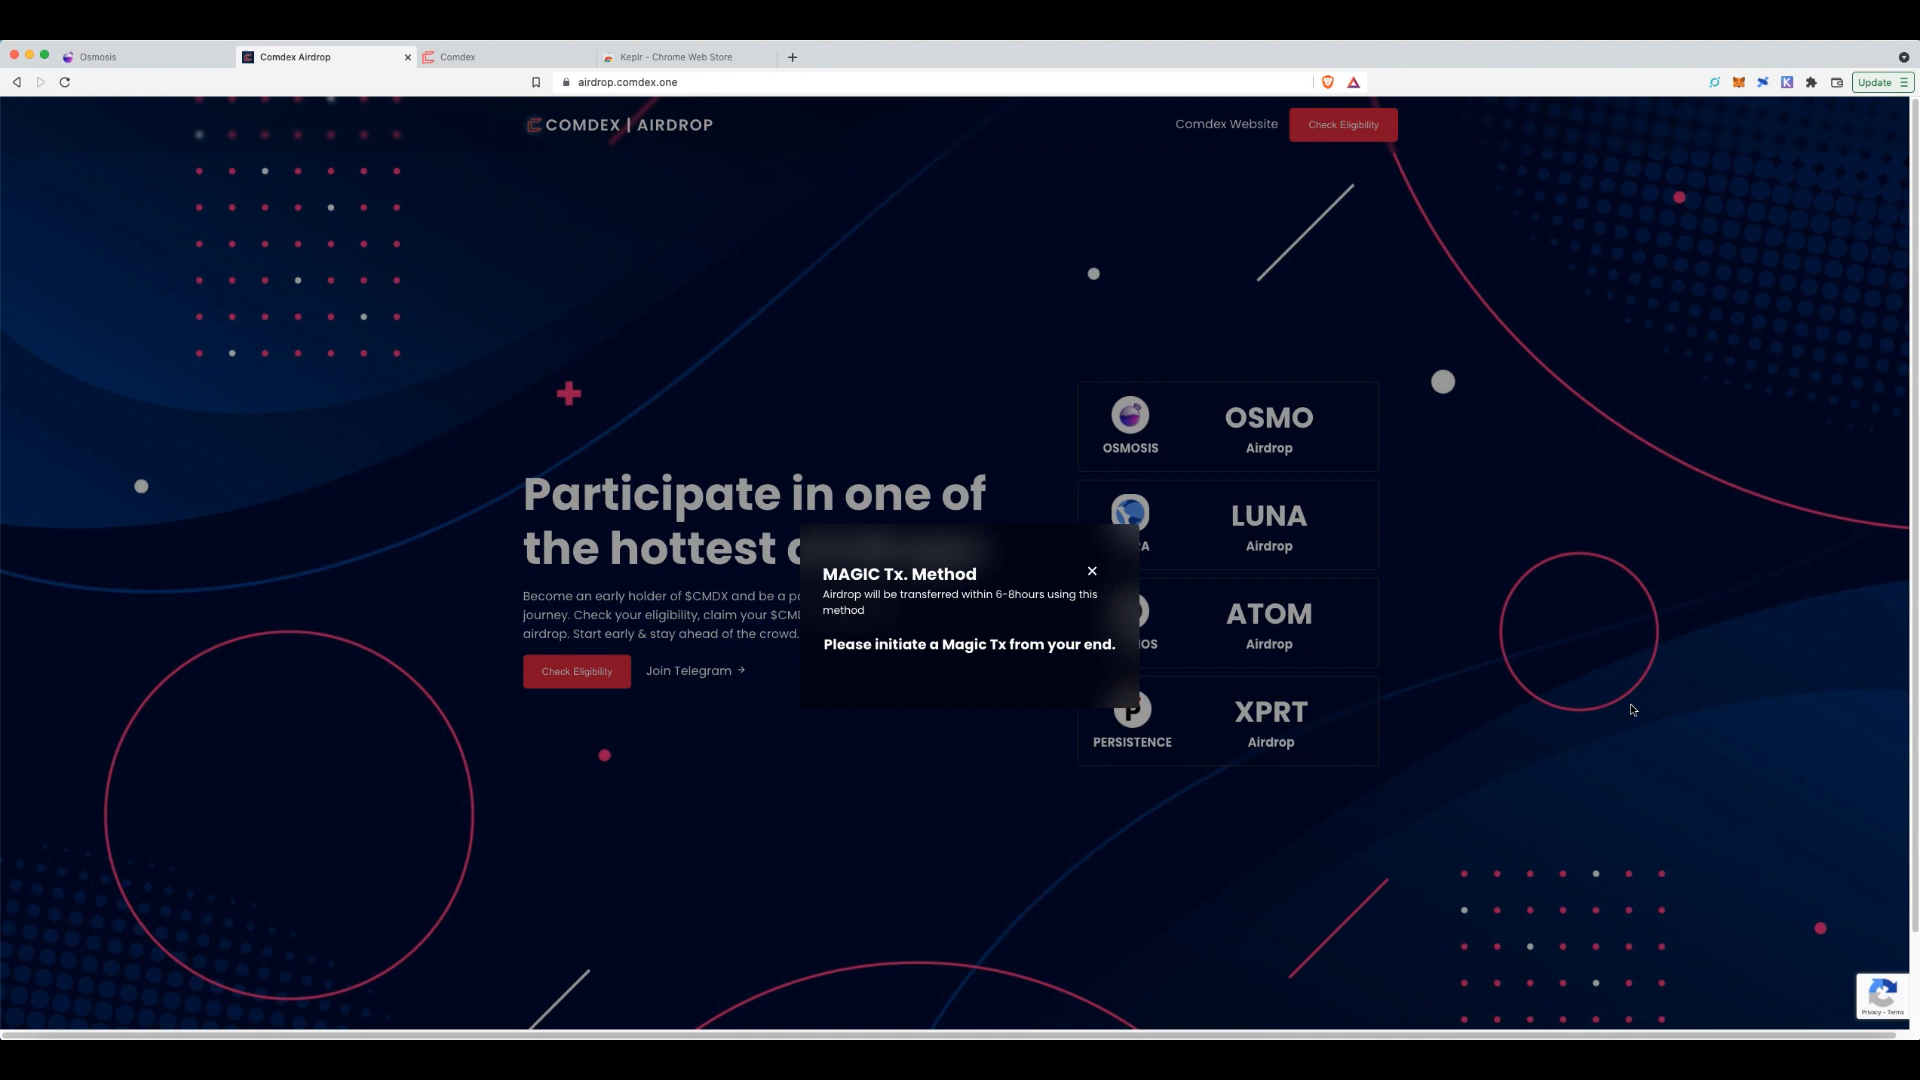 Osmosis
Comdex Airdrop
Comdex
Keplr - Chrome Web Store
airdrop.comdex.one
Update
COMDEX | AIRDROP
Comdex Website
Check Eligibility
OSMOSIS
OSMO
Airdrop
LUNA
Airdrop
ATOM
Airdrop
PERSISTENCE
XPRT
Airdrop
Participate in one of
the hottest
Become an early holder of $CMDX and be a
journey. Check your eligibility, claim your
airdrop. Start early & stay ahead of the crowd.
Check Eligibility
Join Telegram →
MAGIC Tx. Method
Airdrop will be transferred within 6-8hours using this
method
Please initiate a Magic Tx from your end.
Privacy - Terms